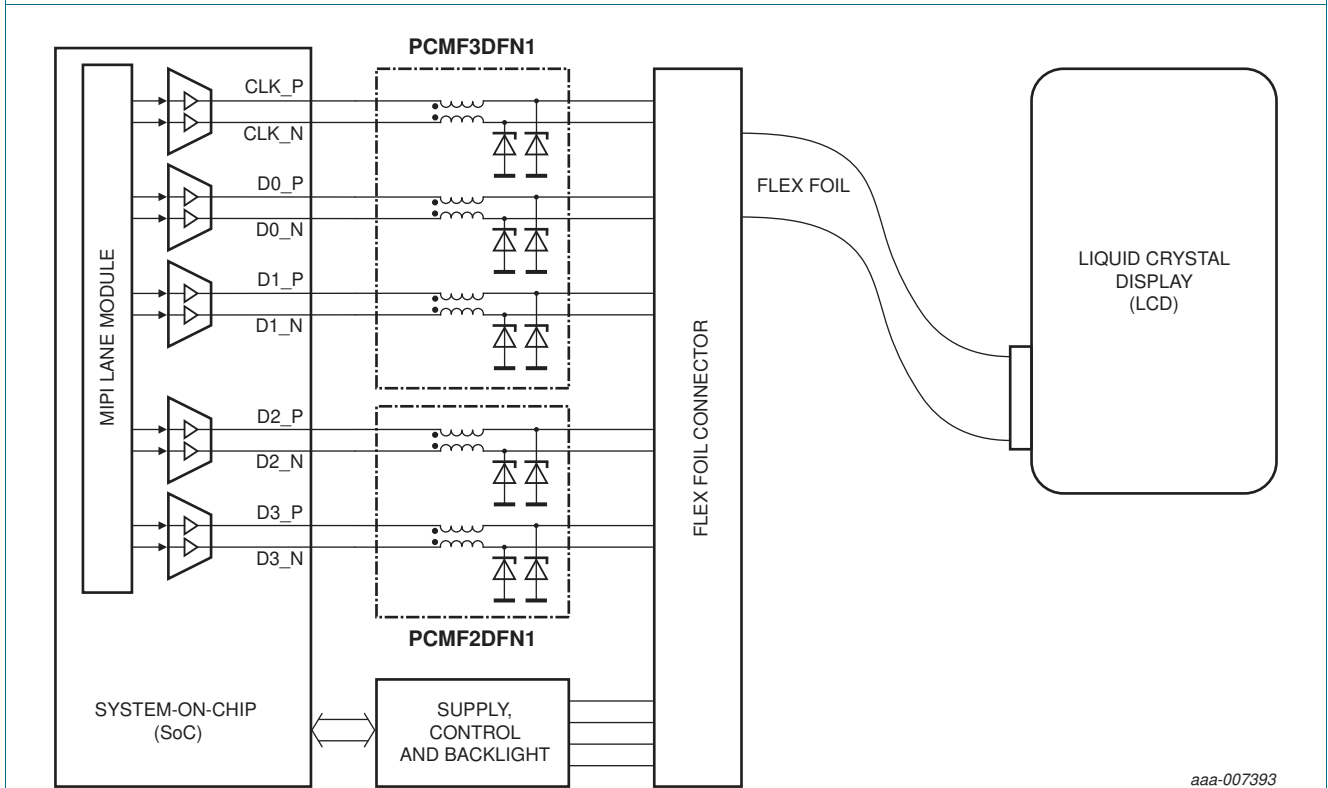 PCMF3DFN1
CLK_P
CLK_N
D0_P
D0_N
D1_P
D1_N
D2_P
D2_N
D3_P
D3_N
MIPI LANE MODULE
SYSTEM-ON-CHIP
(SoC)
PCMF2DFN1
SUPPLY,
CONTROL
AND BACKLIGHT
FLEX FOIL CONNECTOR
FLEX FOIL
LIQUID CRYSTAL
DISPLAY
(LCD)
aaa-007393